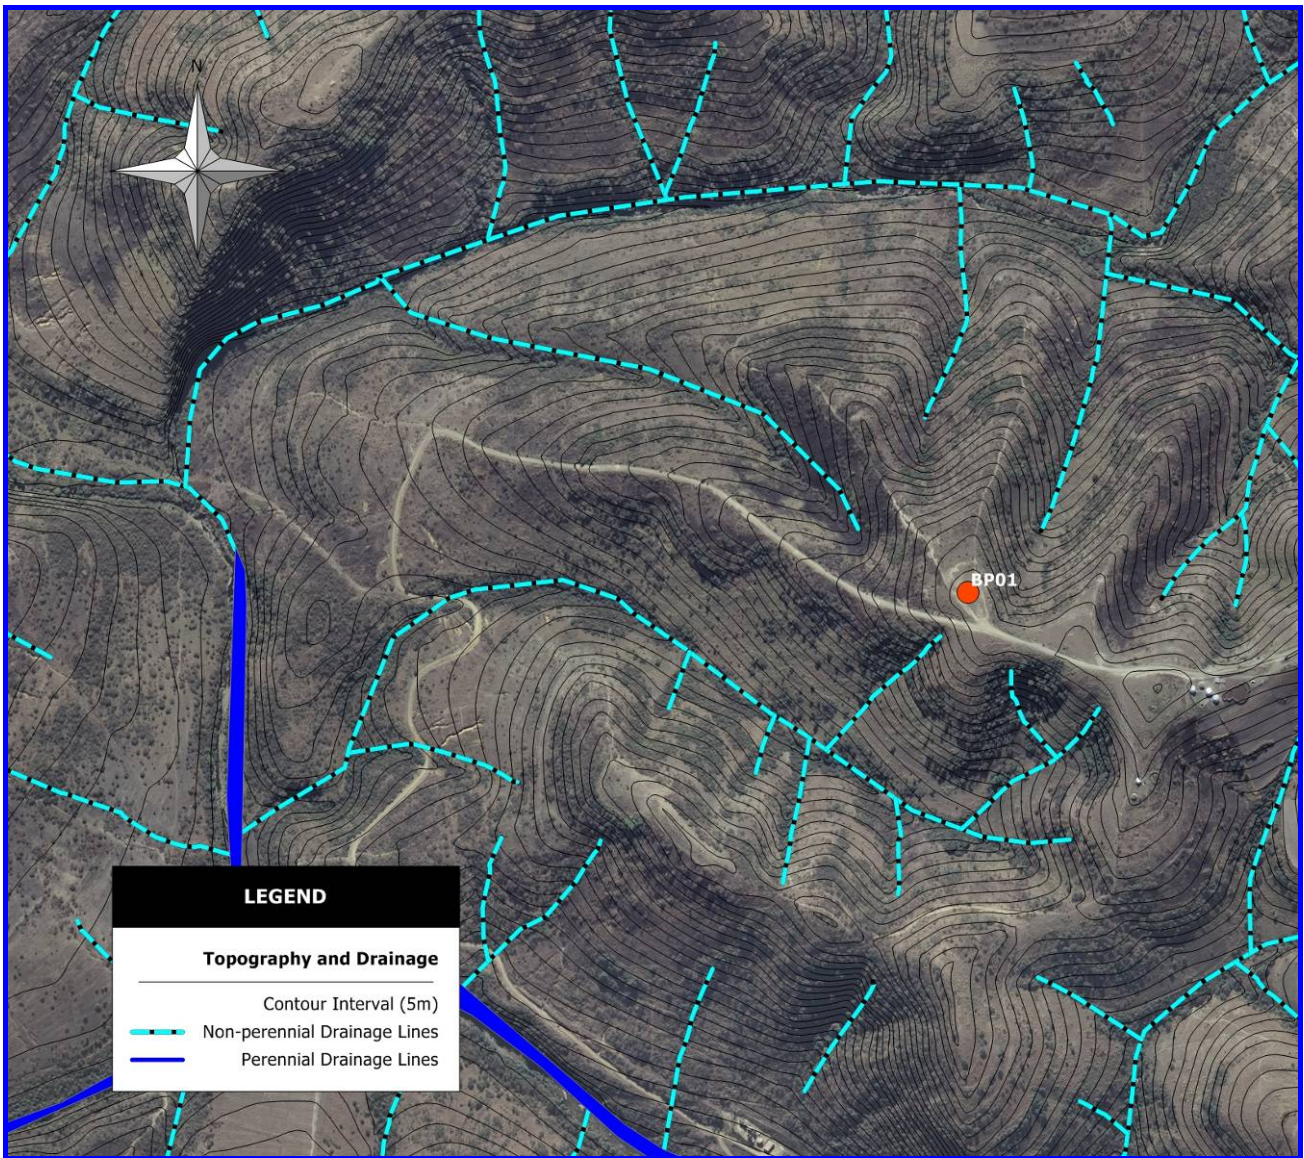 N
BP01
LEGEND
Topography and Drainage
Contour Interval (5m)
Non-perennial Drainage Lines
Perennial Drainage Lines